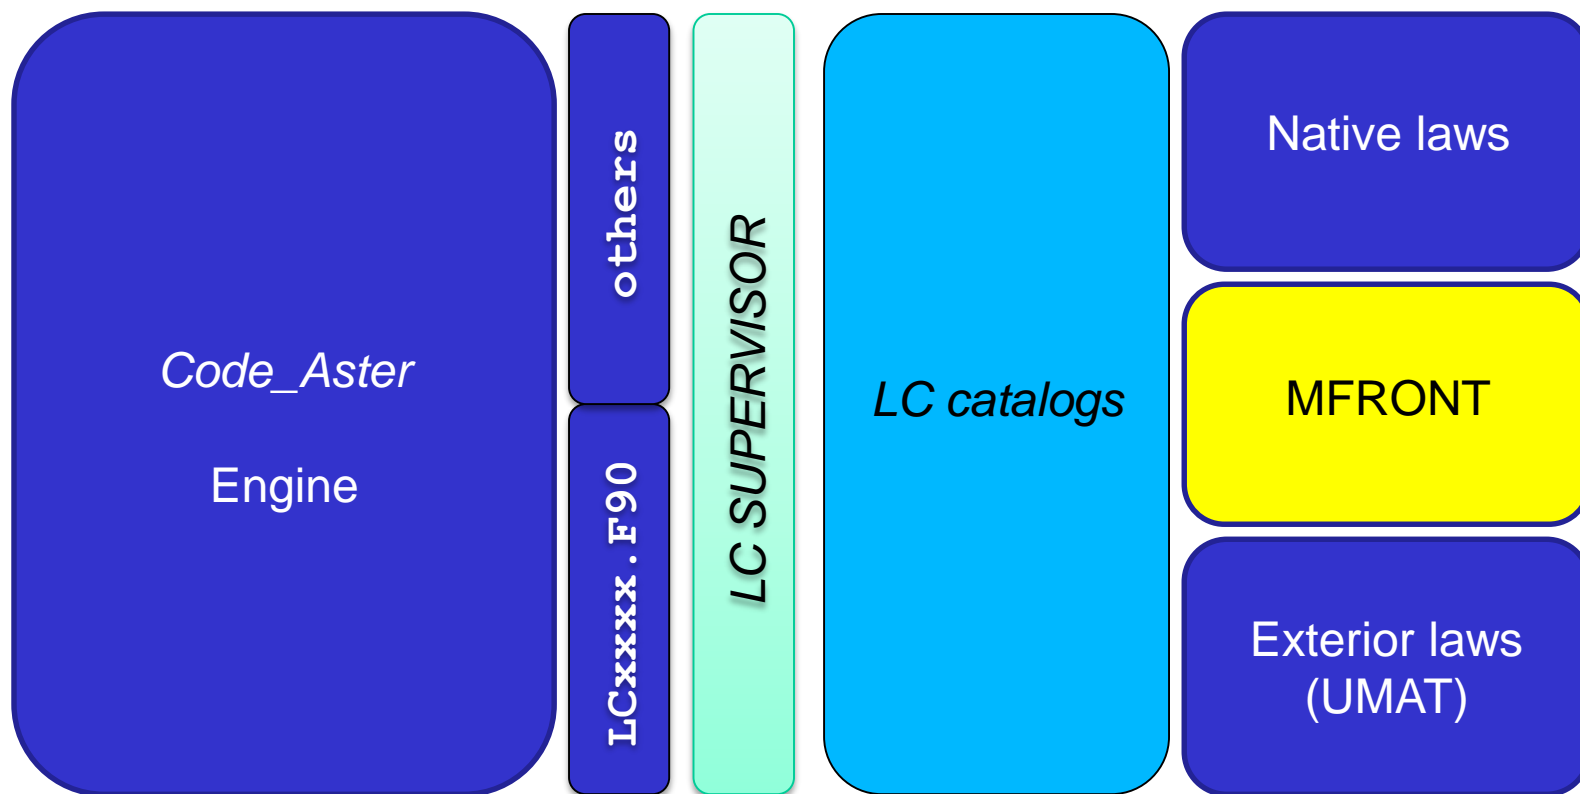 Code_Aster
Engine
others
LCxxxx.F90
LC SUPERVISOR
LC catalogs
Native laws
MFRONT
Exterior laws
(UMAT)